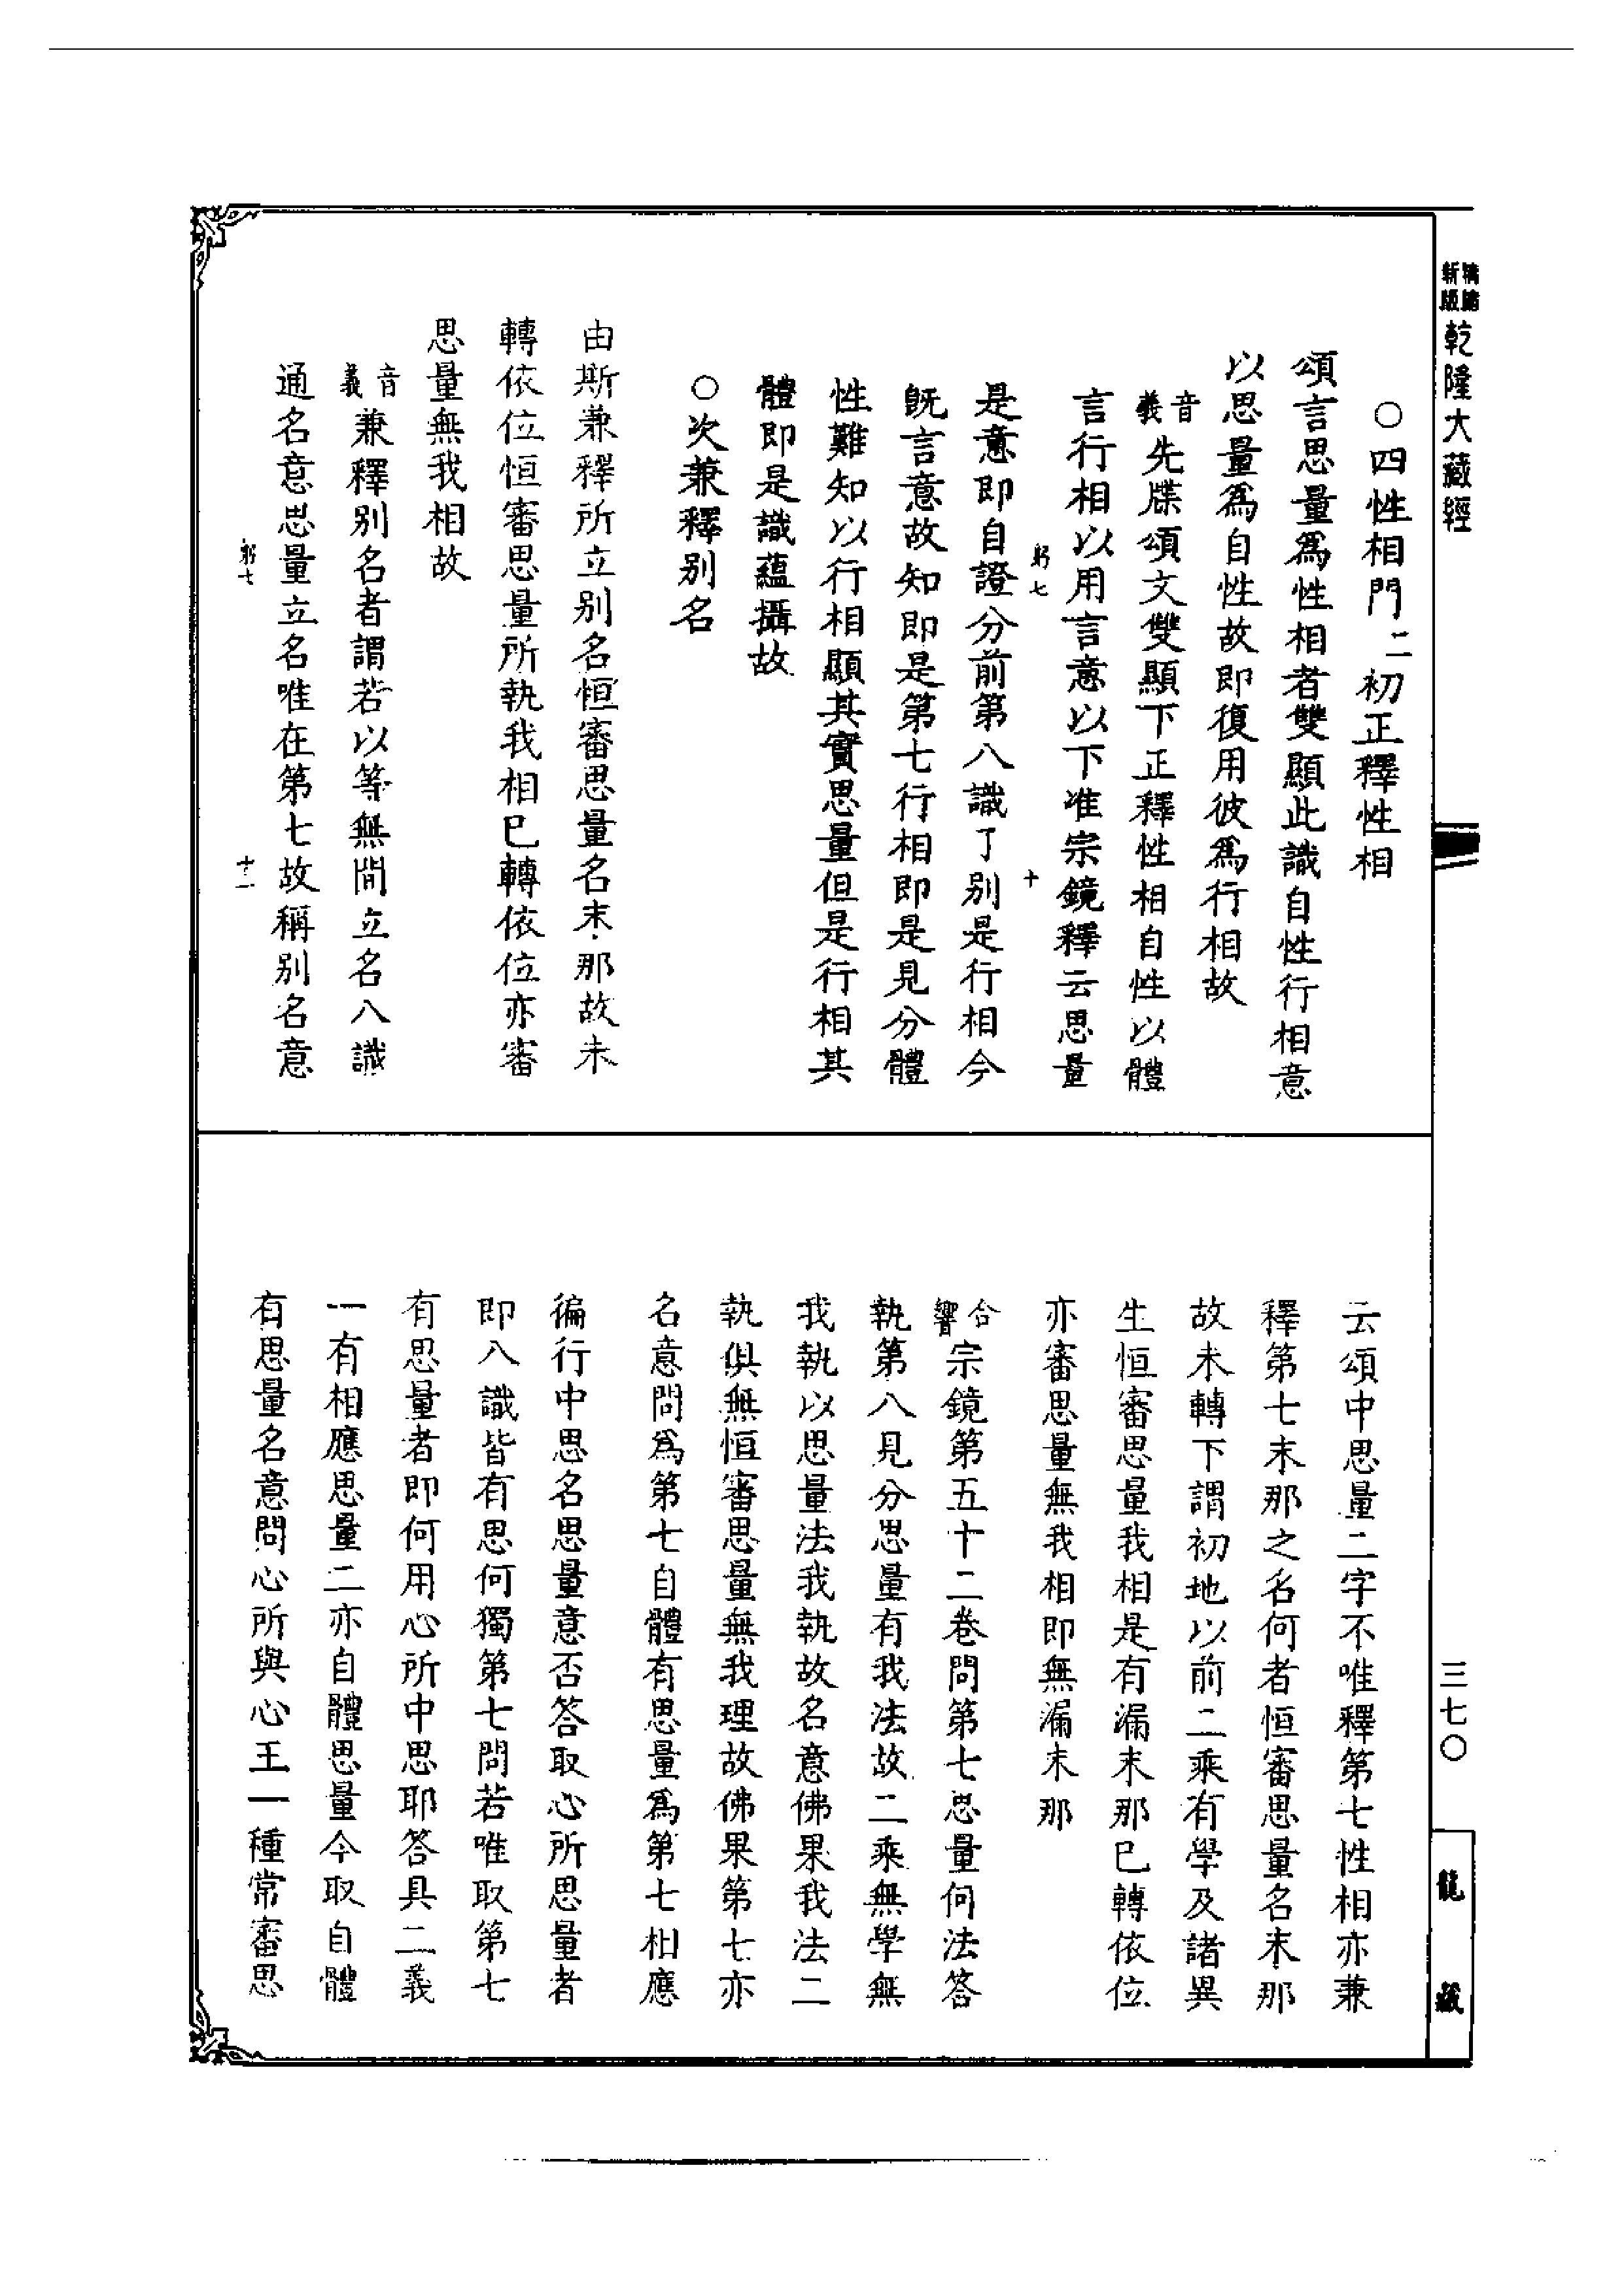 精繪
新版
乾隆大藏經
○四性相門二初正釋性相
頌言思量為性相者雙顯此識自性行相意
以思量為自性故即復用彼為行相故
音義先牒頌文雙顯下正釋性相自性以體
言行相以用言意以下准宗鏡釋云思量
躬七
十
是意即自證分前第八識了別是行相今
旣言意故知即是第七行相即是見分體
性難知以行相顯其實思量但是行相其
體即是識蘊攝故
○次兼釋別名
由斯兼釋所立別名恒審思量名末那故未
轉依位恒審思量所執我相已轉依位亦審
思量無我相故
音義兼釋別名者謂若以等無間立名八識
通名意思量立名唯在第七故稱別名意
躬七
十一
云頌中思量二字不唯釋第七性相亦兼
釋第七末那之名何者恒審思量名末那
故未轉下謂初地以前二乘有學及諸異
生恒審思量我相是有漏末那已轉依位
亦審思量無我相即無漏末那
合響宗鏡第五十二卷問第七思量何法答
執第八見分思量有我法故二乘無學無
我執以思量法我執故名意佛果我法二
執俱無恒審思量無我理故佛果第七亦
名意問為第七自體有思量為第七相應
徧行中思名思量意否答取心所思量者
即八識皆有思何獨第七問若唯取第七
有思量者即何用心所中思耶答具二義
一有相應思量二亦自體思量今取自體
有思量名意問心所與心王一種常審思
三七〇
龍藏